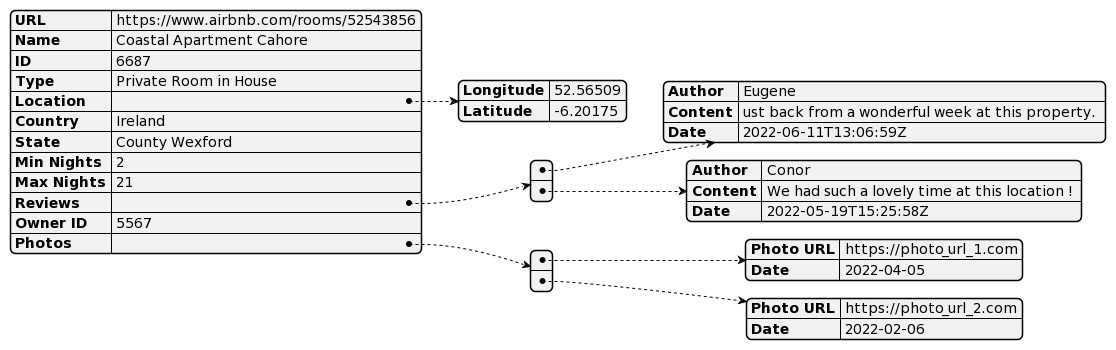 URL https://www.airbnb.com/rooms/52543856
Name Coastal Apartment Cahore
ID 6687
Type Private Room in House
Location
Country Ireland
State County Wexford
Min Nights 2
Max Nights 21
Reviews
Owner ID 5567
Photos
Longitude 52.56509
Latitude -6.20175
Author Eugene
Content ust back from a wonderful week at this property.
Date 2022-06-11T13:06:59Z
Author Conor
Content We had such a lovely time at this location !
Date 2022-05-19T15:25:58Z
Photo URL https://photo_url_1.com
Date 2022-04-05
Photo URL https://photo_url_2.com
Date 2022-02-06